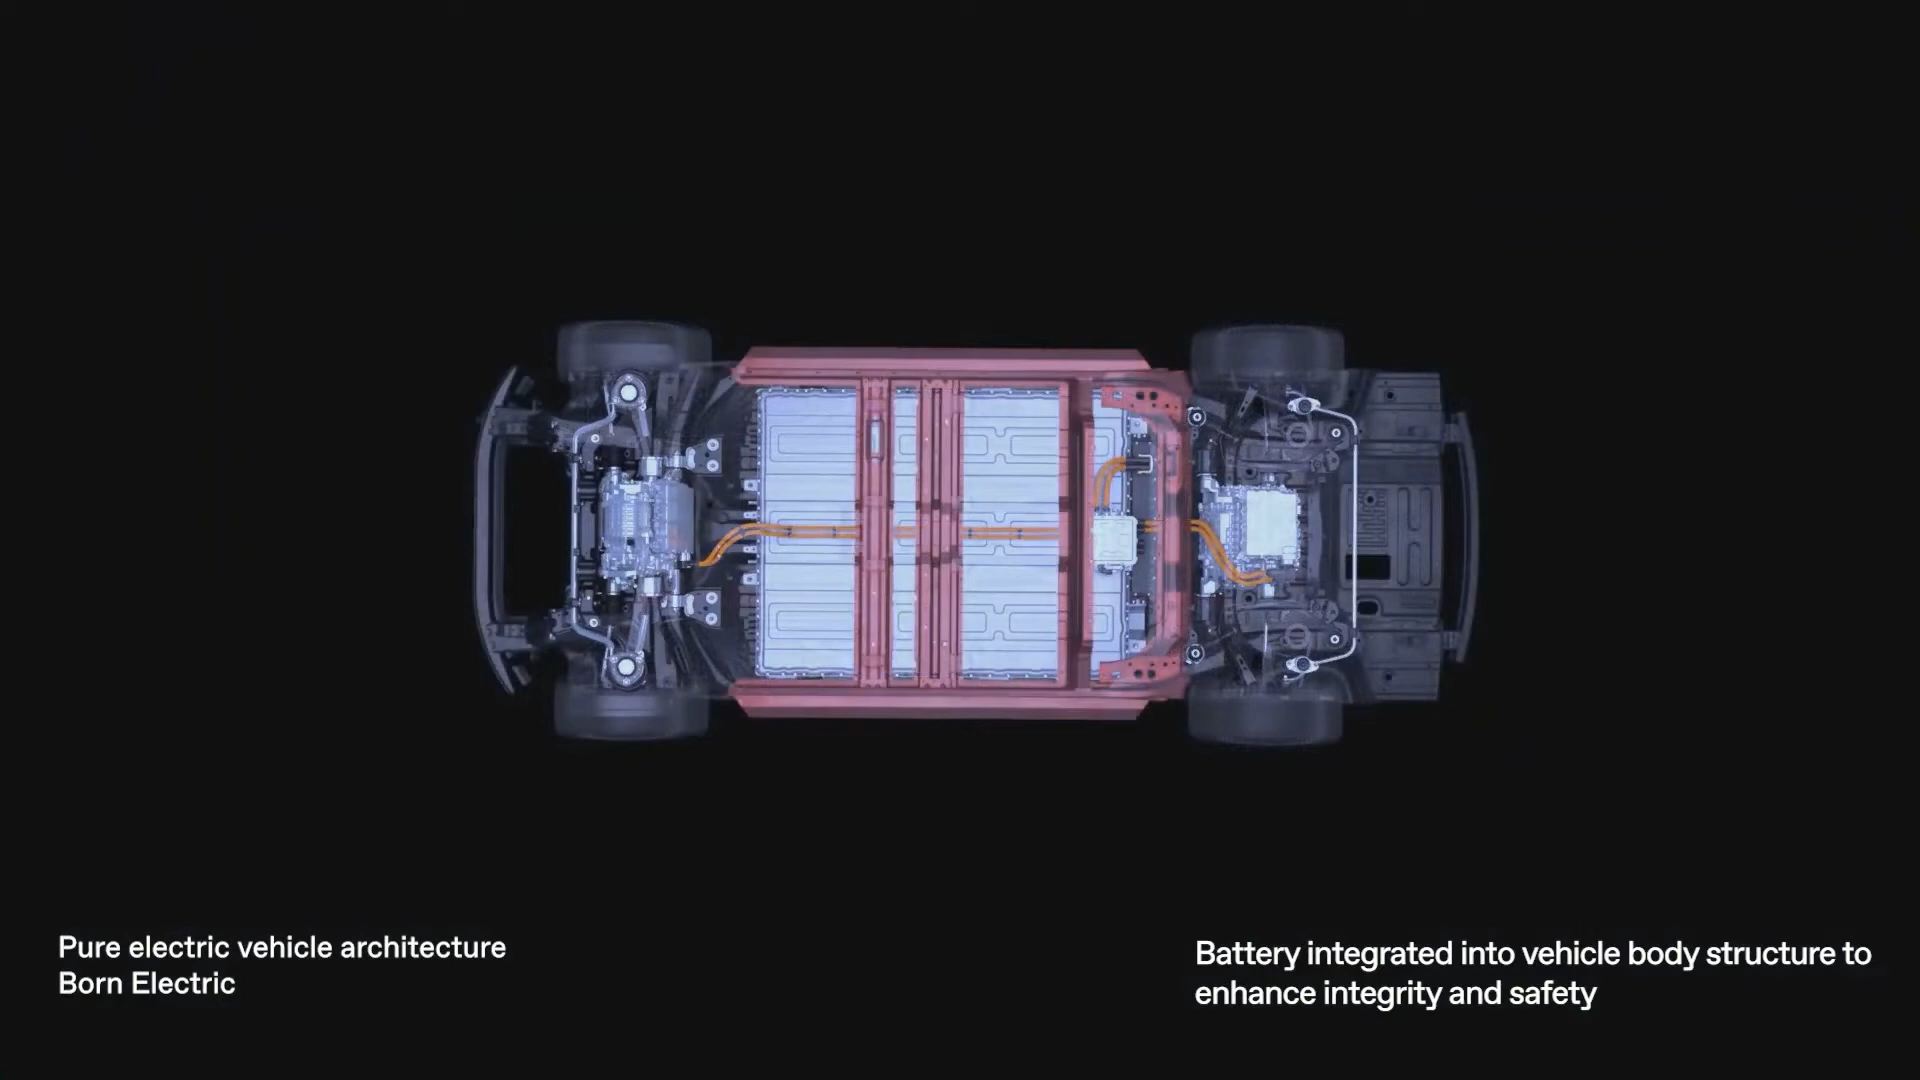 Pure electric vehicle architecture
Born Electric
Battery integrated into vehicle body structure to
enhance integrity and safety